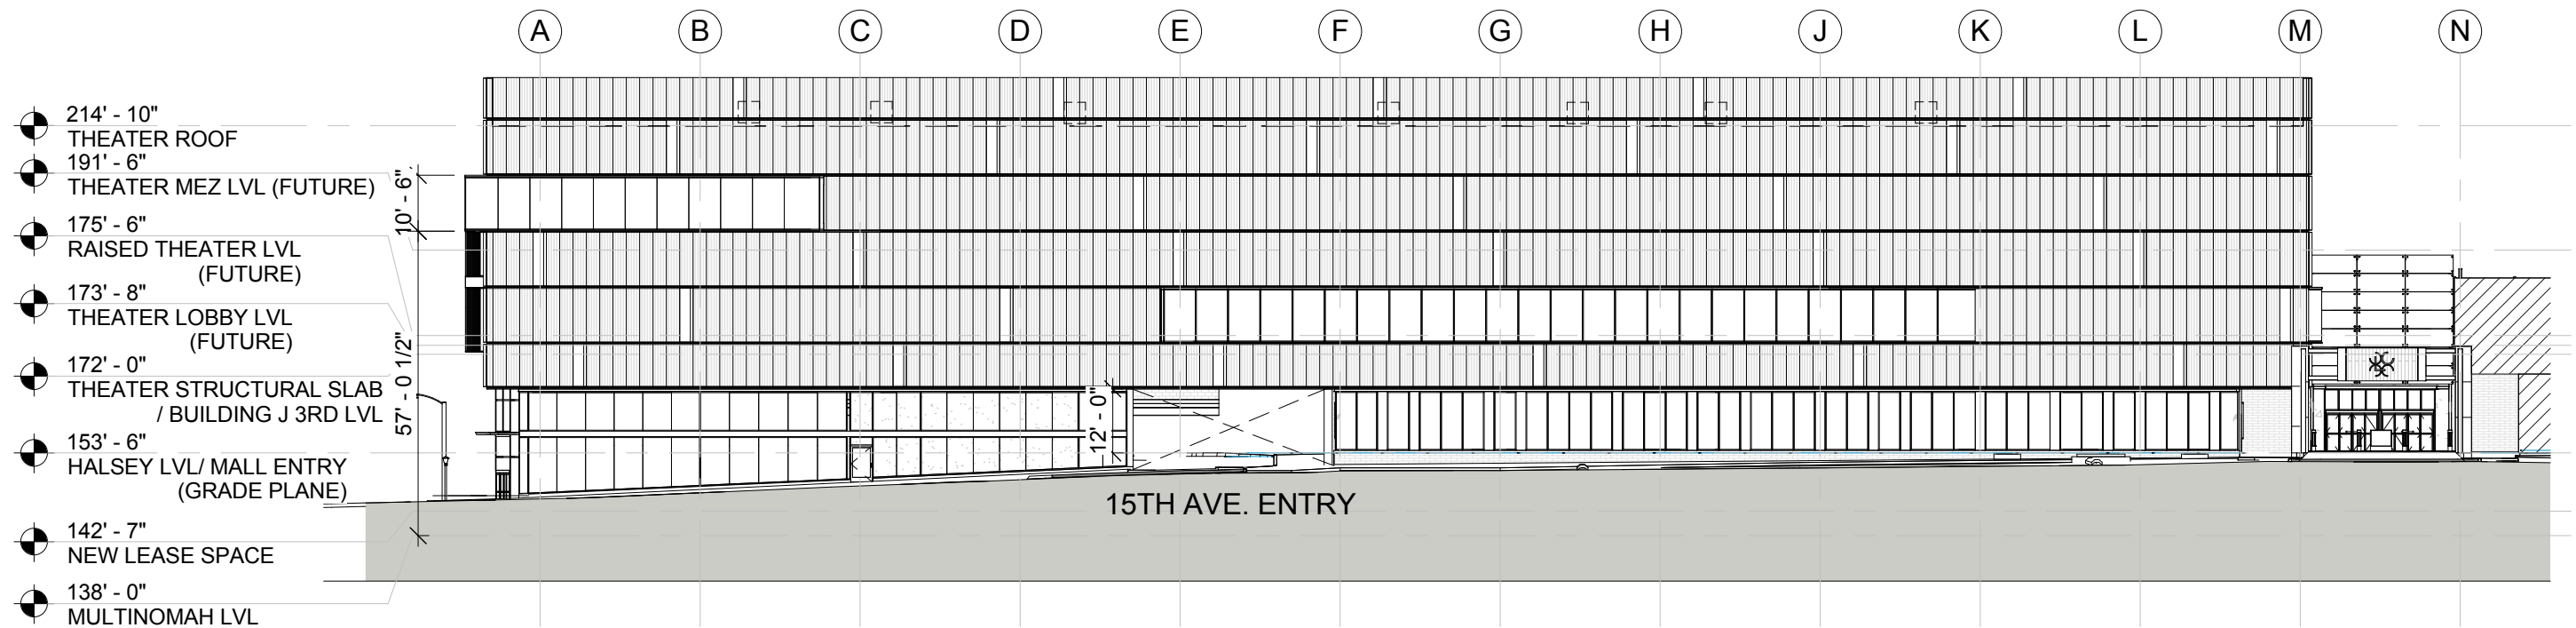 A B C D E F G H J K L M N
214' - 10"
THEATER ROOF
191' - 6"
THEATER MEZ LVL (FUTURE)
10' - 6"
175' - 6"
RAISED THEATER LVL
(FUTURE)
173' - 8"
THEATER LOBBY LVL
(FUTURE)
57' - 0 1/2"
172' - 0"
THEATER STRUCTURAL SLAB
/ BUILDING J 3RD LVL
12' - 0"
153' - 6"
HALSEY LVL/ MALL ENTRY
(GRADE PLANE)
15TH AVE. ENTRY
142' - 7"
NEW LEASE SPACE
138' - 0"
MULTINOMAH LVL